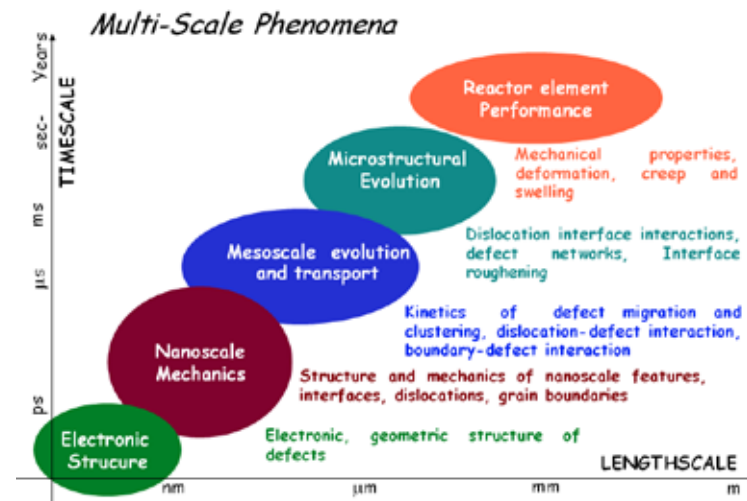 Multi-Scale Phenomena
sec- Years
TIMESCALE
ms
μs
ps
Reactor element
Performance
Mechanical properties,
deformation, creep and
swelling
Microstructural
Evolution
Dislocation interface interactions,
defect networks, Interface
roughening
Mesoscale evolution
and transport
Kinetics of defect migration and
clustering, dislocation-defect interaction,
boundary-defect interaction
Nanoscale
Mechanics
Structure and mechanics of nanoscale features,
interfaces, dislocations, grain boundaries
Electronic
Strucure
Electronic, geometric structure of
defects
LENGTHSCALE
nm μm mm m